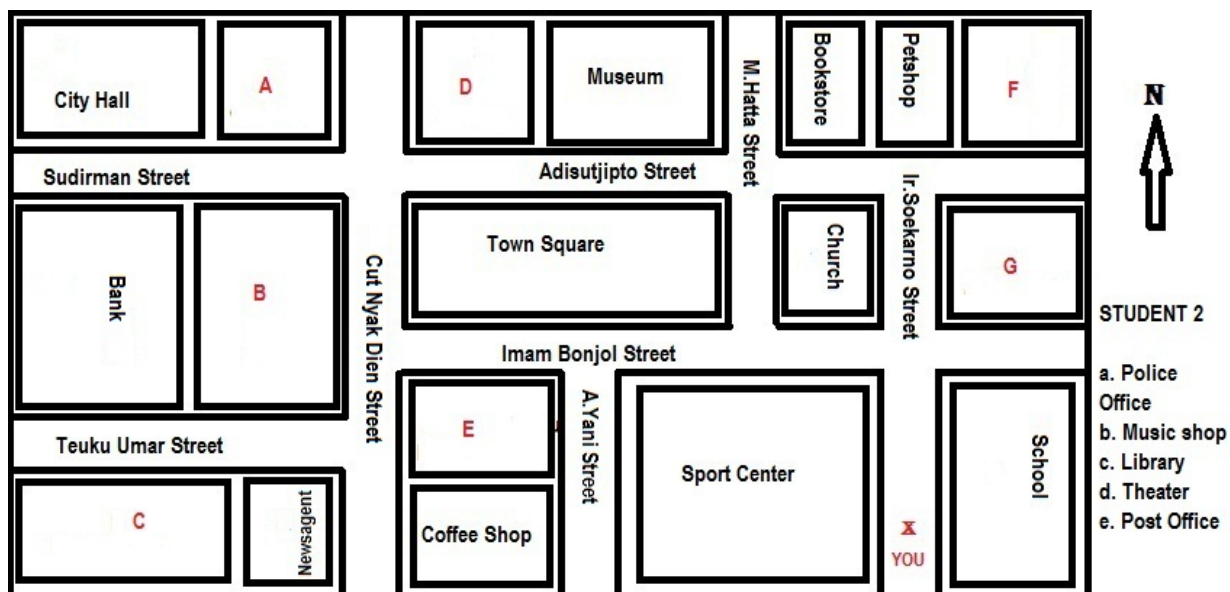 City Hall
A
D
Museum
M.Hatta Street
Bookstore
Petshop
F
N
Sudirman Street
Adisutjipto Street
Ir.Soekarno Street
Bank
B
Cut Nyak Dien Street
Town Square
Church
G
Imam Bonjol Street
Teuku Umar Street
E
A.Yani Street
Sport Center
School
C
Newsagent
Coffee Shop
X
YOU
STUDENT 2
a. Police
Office
b. Music shop
c. Library
d. Theater
e. Post Office